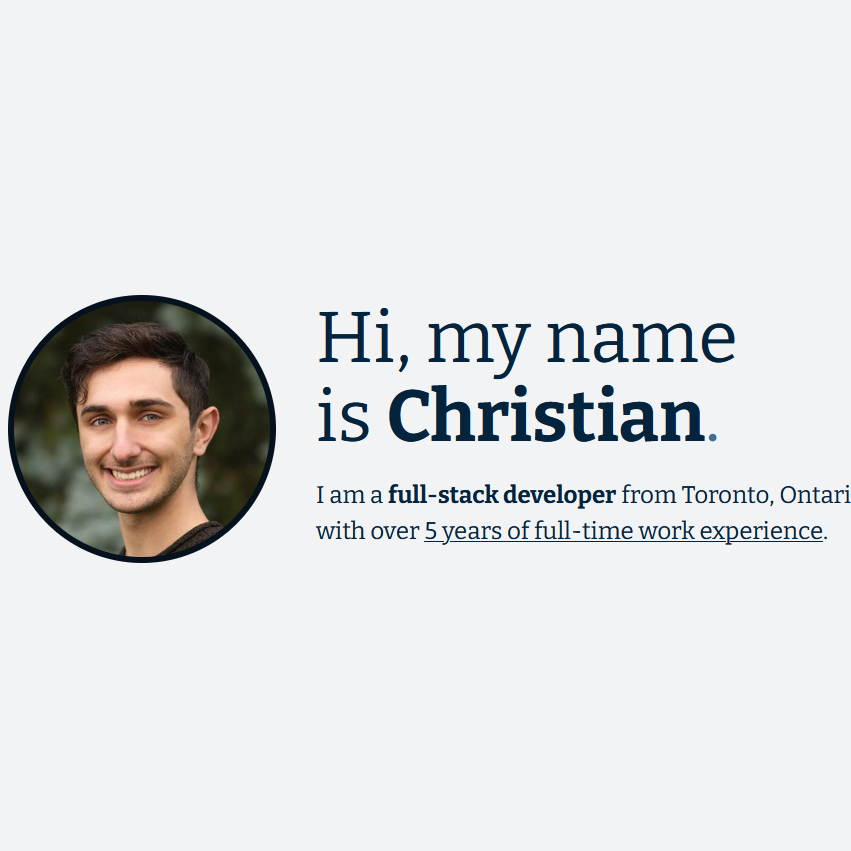 Hi, my name
is Christian.
I am a full-stack developer from Toronto, Ontari
with over 5 years of full-time work experience.